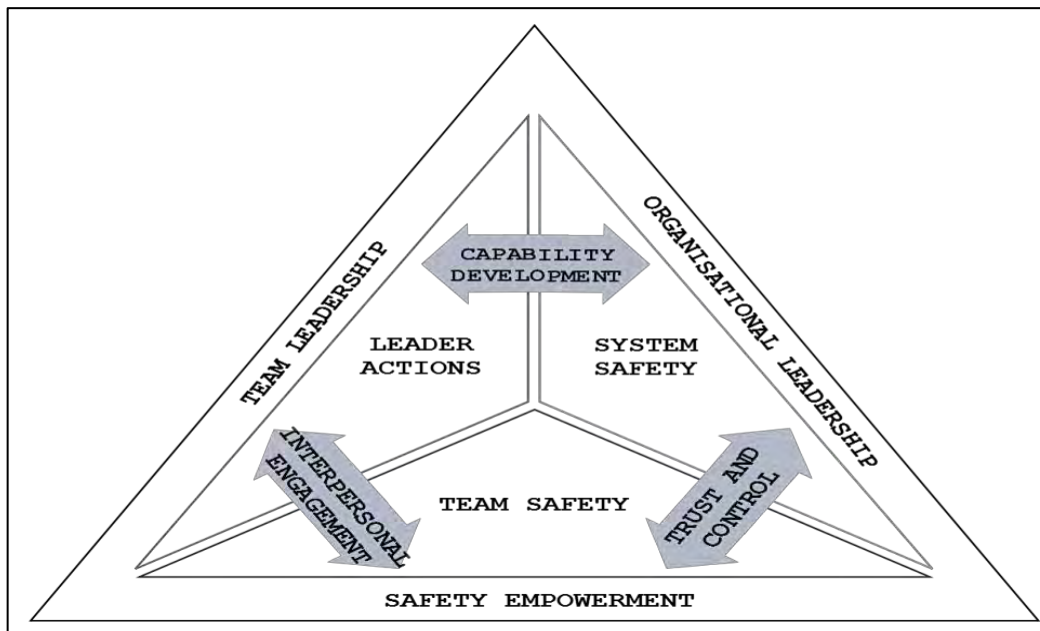 CAPABILITY
DEVELOPMENT
TEAM LEADERSHIP
ORGANISATIONAL LEADERSHIP
LEADER
ACTIONS
SYSTEM
SAFETY
INTERPERSONAL
ENGAGEMENT
TEAM SAFETY
TRUST AND
CONTROL
SAFETY EMPOWERMENT